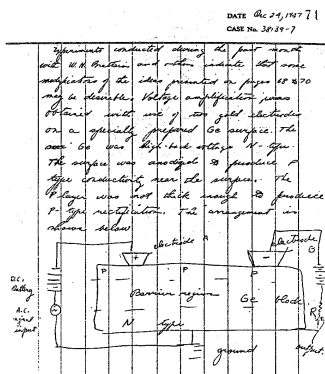 DATE Dec 24, 1947 71
CASE No. 38139-7
Experiments conducted during the past month
with W.H. Brattain and others indicate that some
modifications of the ideas presented on pages 68 to 70
may be desirable. Voltage amplification was
obtained with use of two gold electrodes
on a specially prepared Ge surface. The
Ge was high-back voltage N-type.
The surface was anodized to produce P
type conductivity near the surface. The
P layer was not thick enough to produce
P-type rectification. The arrangement is
shown below
electrode A
electrode B
+
-
P P P
D.C. Battery
A.C. signal input
Barrier region
Ge block
N type
R
ground
output